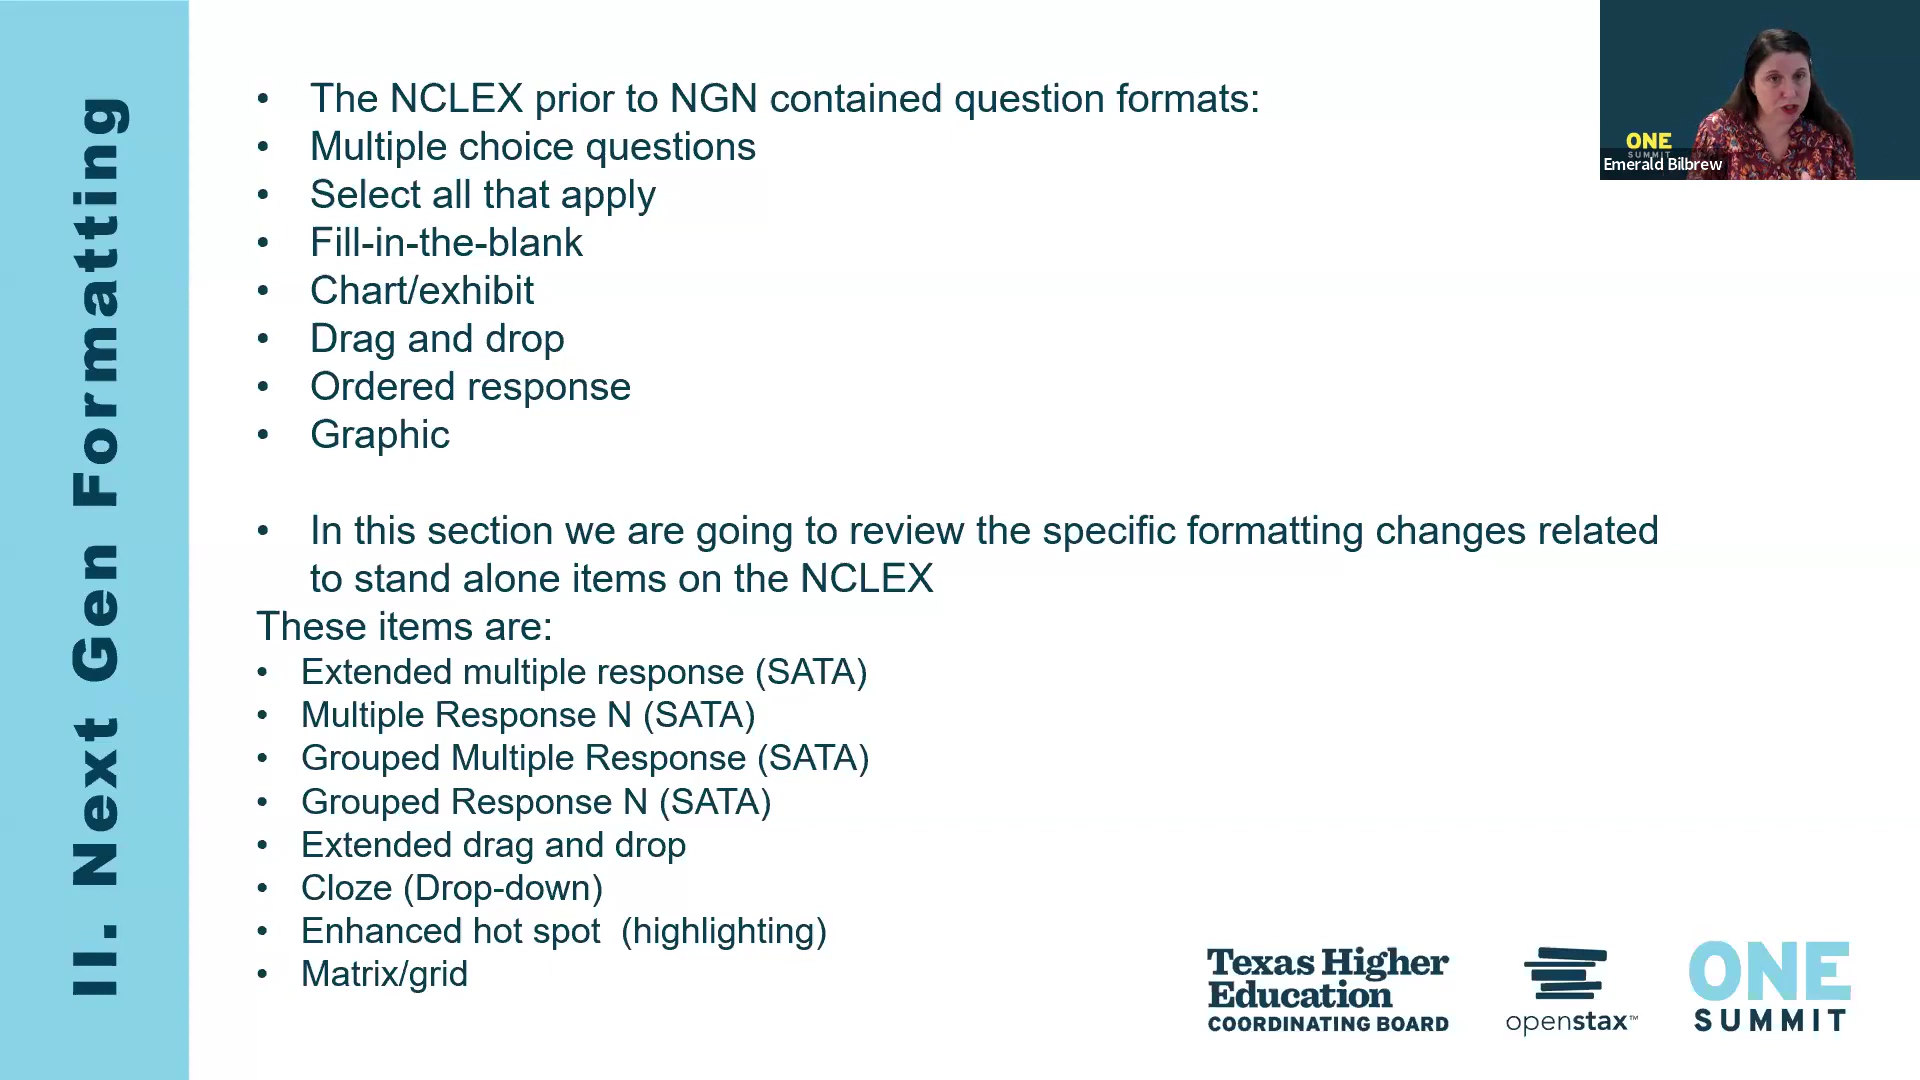 II. Next Gen Formatting
• The NCLEX prior to NGN contained question formats:
• Multiple choice questions
• Select all that apply
• Fill-in-the-blank
• Chart/exhibit
• Drag and drop
• Ordered response
• Graphic
• In this section we are going to review the specific formatting changes related
to stand alone items on the NCLEX
These items are:
• Extended multiple response (SATA)
• Multiple Response N (SATA)
• Grouped Multiple Response (SATA)
• Grouped Response N (SATA)
• Extended drag and drop
• Cloze (Drop-down)
• Enhanced hot spot  (highlighting)
• Matrix/grid
ONE
SUMMIT
Emerald Bilbrew
Texas Higher
Education
COORDINATING BOARD
openstax™
ONE
SUMMIT